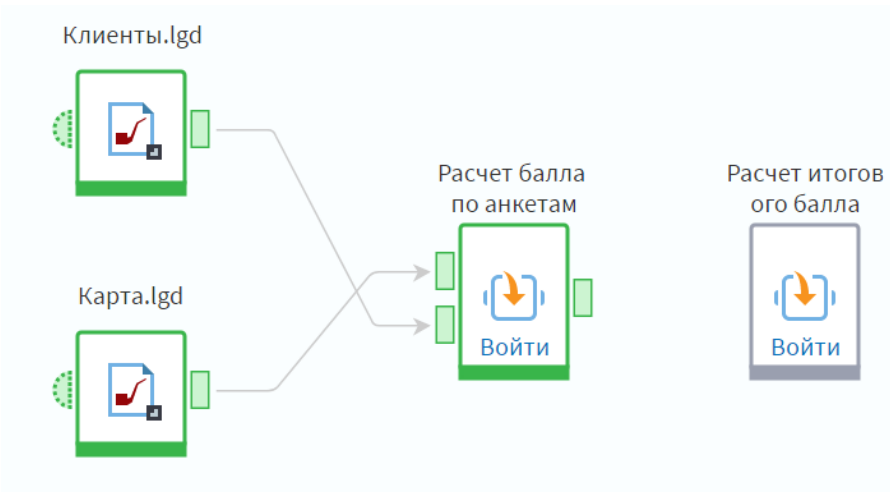 Клиенты.lgd
Расчет балла
по анкетам
Войти
Расчет итогов
ого балла
Войти
Карта.lgd